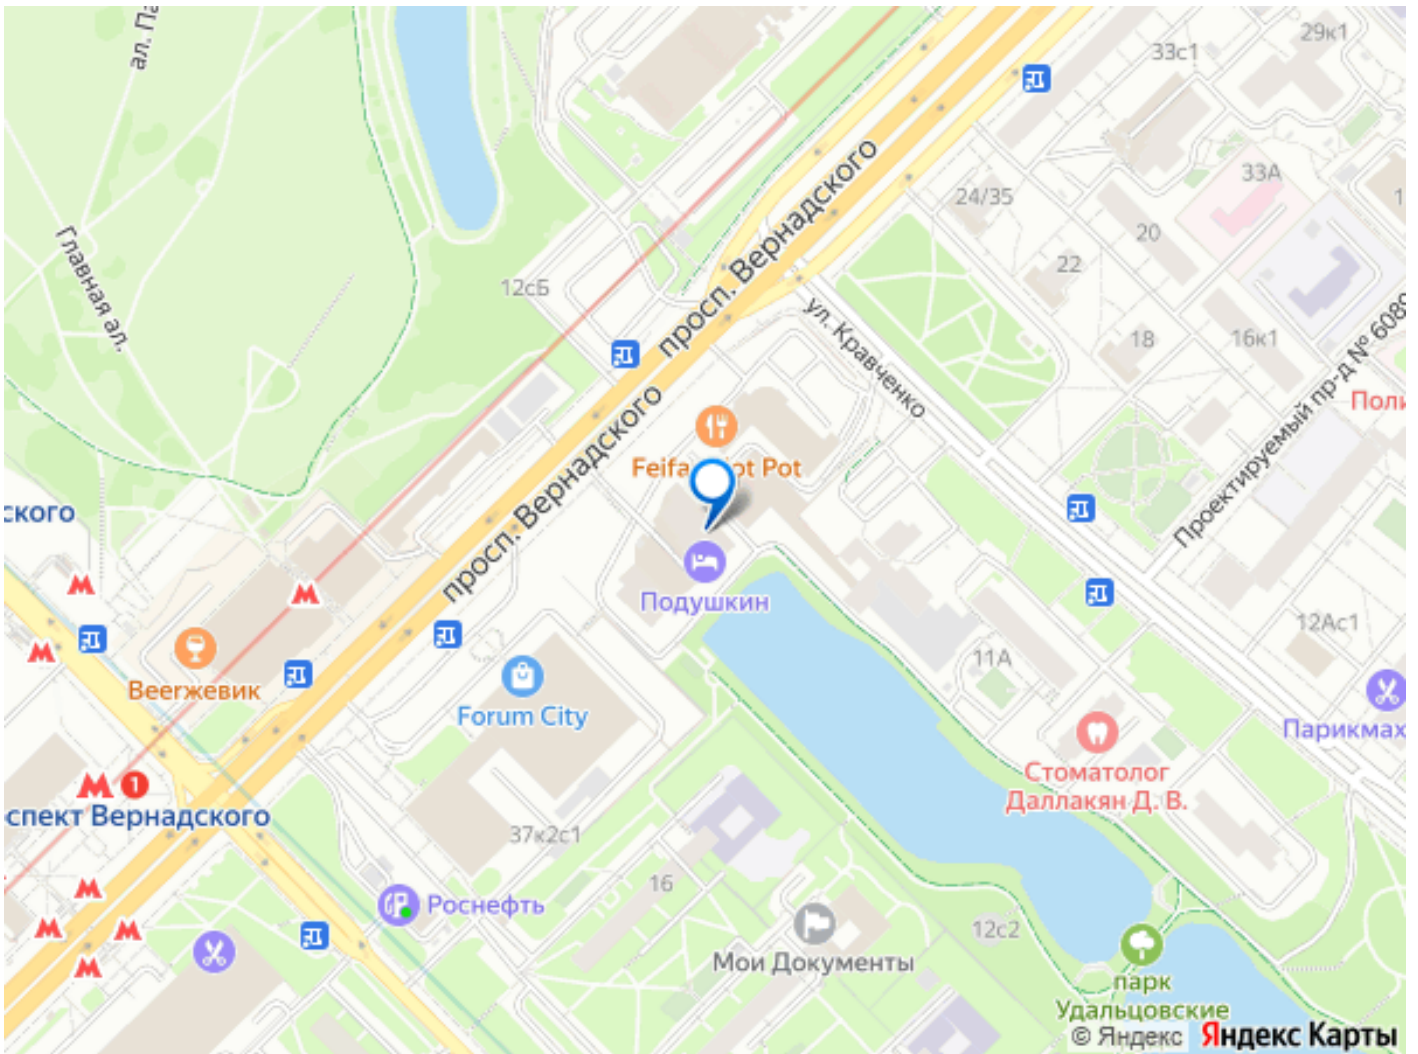 ал. Па
29к1
33с1
33А
24/35
20
22
Главная ал.
12сБ
просп. Вернадского
ул. Кравченко
18
16к1
Проектируемый пр-д № 6089
Поли
Feifa Hot Pot
просп. Вернадского
ского
Подушкин
12Ас1
11А
Beerжевик
Forum City
Парикмах
Стоматолог
Даллакян Д. В.
1
спект Вернадского
37к2с1
16
Роснефть
12с2
Мои Документы
парк
Удальцовские
© Яндекс Яндекс Карты